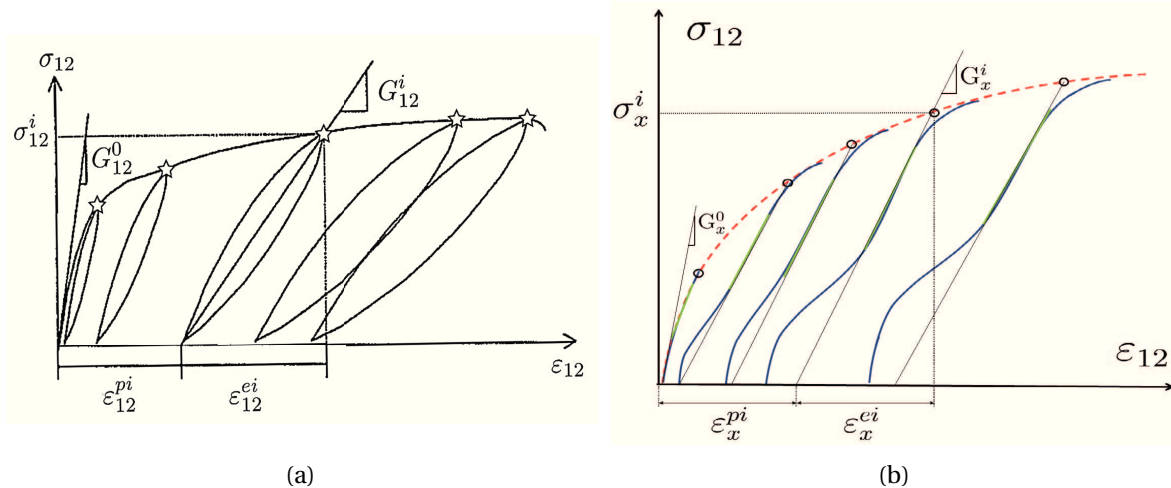 σ₁₂
σ₁₂ⁱ
G₁₂⁰
G₁₂ⁱ
ε₁₂
ε₁₂ᵖⁱ
ε₁₂ᵉⁱ
(a)
σ₁₂
σₓⁱ
Gₓⁱ
Gₓ⁰
ε₁₂
εₓᵖⁱ
εₓᵉⁱ
(b)